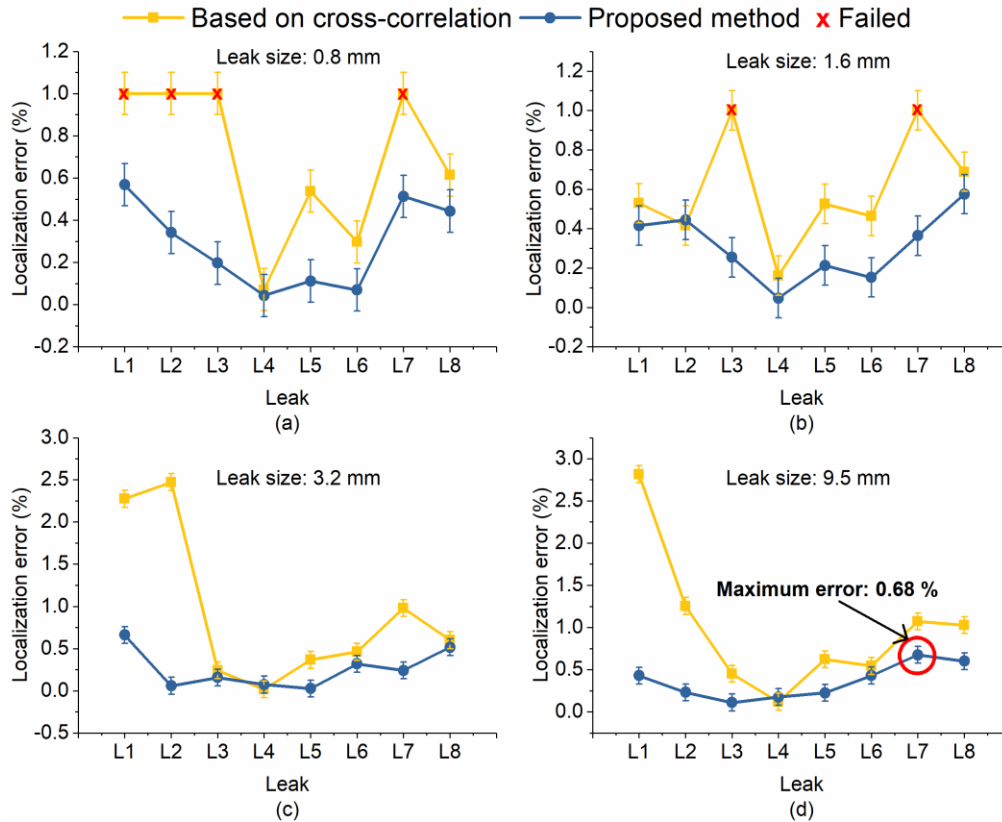 Based on cross-correlation Proposed method x Failed
Leak size: 0.8 mm
Localization error (%)
1.2
1.0
0.8
0.6
0.4
0.2
0.0
-0.2
L1 L2 L3 L4 L5 L6 L7 L8
Leak
(a)
Leak size: 1.6 mm
Localization error (%)
1.2
1.0
0.8
0.6
0.4
0.2
0.0
-0.2
L1 L2 L3 L4 L5 L6 L7 L8
Leak
(b)
Leak size: 3.2 mm
Localization error (%)
3.0
2.5
2.0
1.5
1.0
0.5
0.0
-0.5
L1 L2 L3 L4 L5 L6 L7 L8
Leak
(c)
Leak size: 9.5 mm
Localization error (%)
3.0
2.5
2.0
1.5
1.0
0.5
0.0
Maximum error: 0.68 %
L1 L2 L3 L4 L5 L6 L7 L8
Leak
(d)